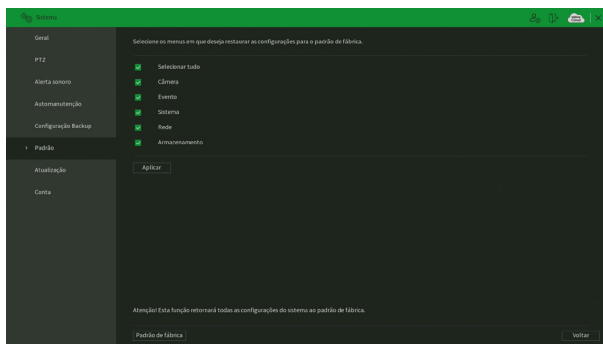 Sistema
Geral
PTZ
Alerta sonoro
Automanutenção
Configuração Backup
Padrão
Atualização
Conta
Selecione os menus em que deseja restaurar as configurações para o padrão de fábrica.
Selecionar tudo
Câmera
Evento
Sistema
Rede
Armazenamento
Aplicar
Atenção! Esta função retornará todas as configurações do sistema ao padrão de fábrica.
Padrão de fábrica
Voltar